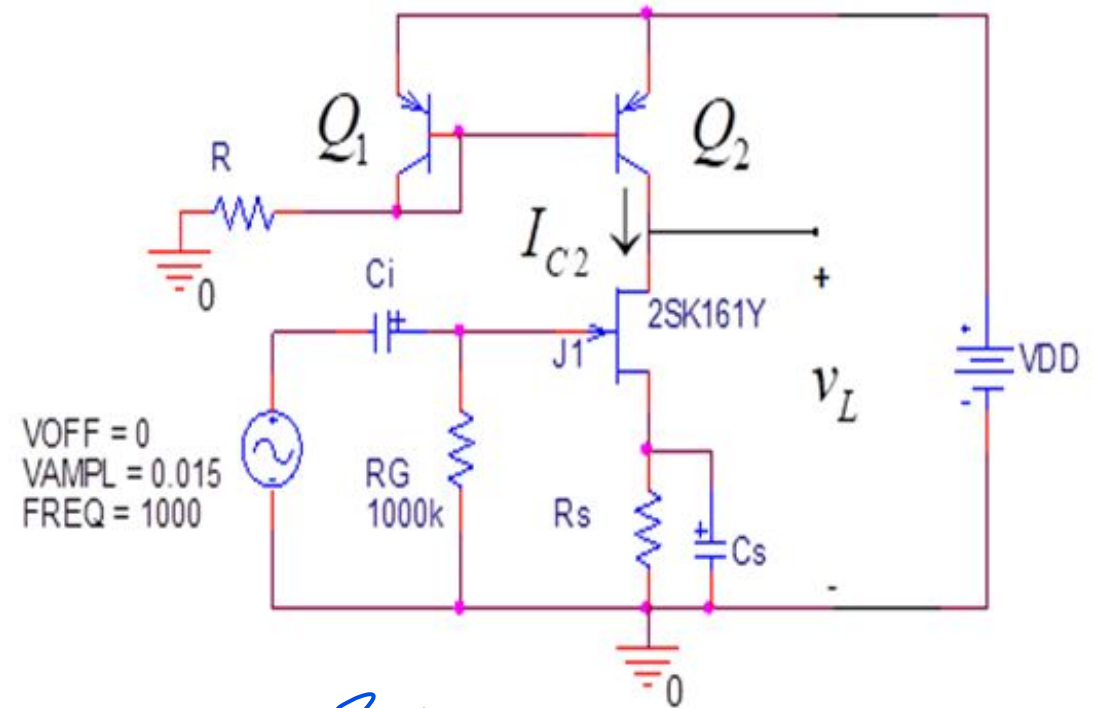 Q1
Q2
R
0
IC2
Ci
+
2SK161Y
J1
+
VDD
-
vL
VOFF = 0
VAMPL = 0.015
FREQ = 1000
RG
1000k
Rs
+
Cs
-
0